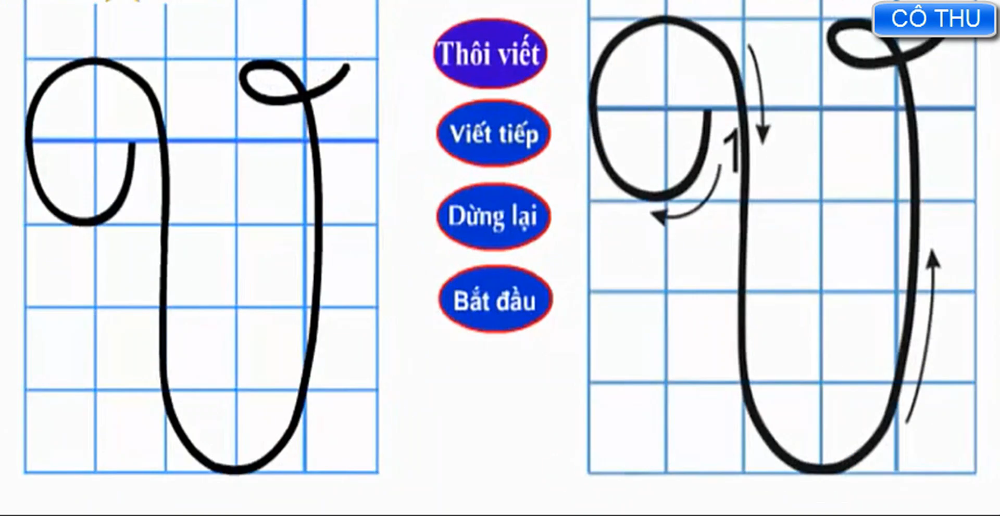 CÔ THU
Thôi viết
Viết tiếp
Dừng lại
Bắt đầu
V
V
1